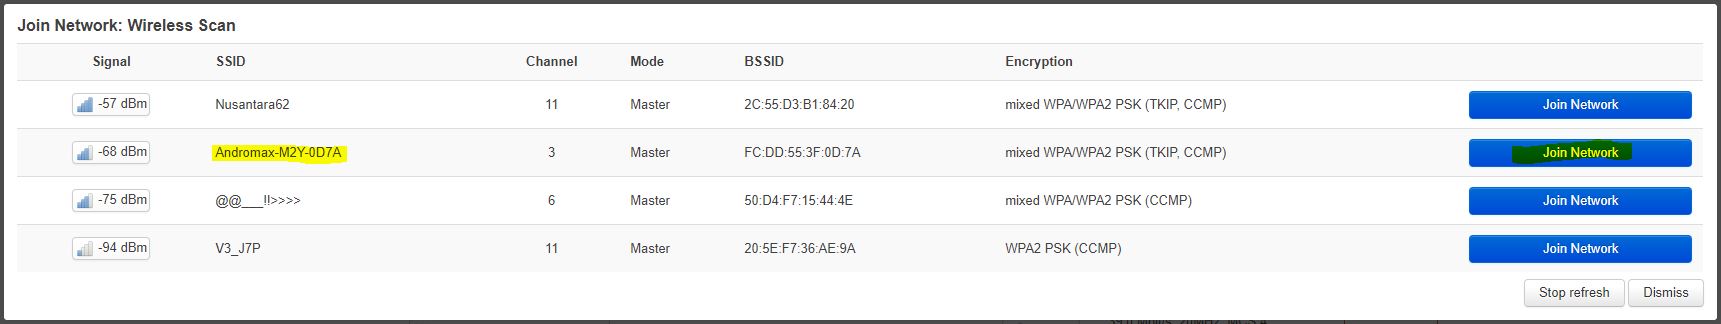 Join Network: Wireless Scan
Signal SSID Channel Mode BSSID Encryption
-57 dBm Nusantara62 11 Master 2C:55:D3:B1:84:20 mixed WPA/WPA2 PSK (TKIP, CCMP) Join Network
-68 dBm Andromax-M2Y-0D7A 3 Master FC:DD:55:3F:0D:7A mixed WPA/WPA2 PSK (TKIP, CCMP) Join Network
-75 dBm @@___!!>>>> 6 Master 50:D4:F7:15:44:4E mixed WPA/WPA2 PSK (CCMP) Join Network
-94 dBm V3_J7P 11 Master 20:5E:F7:36:AE:9A WPA2 PSK (CCMP) Join Network
Stop refresh Dismiss